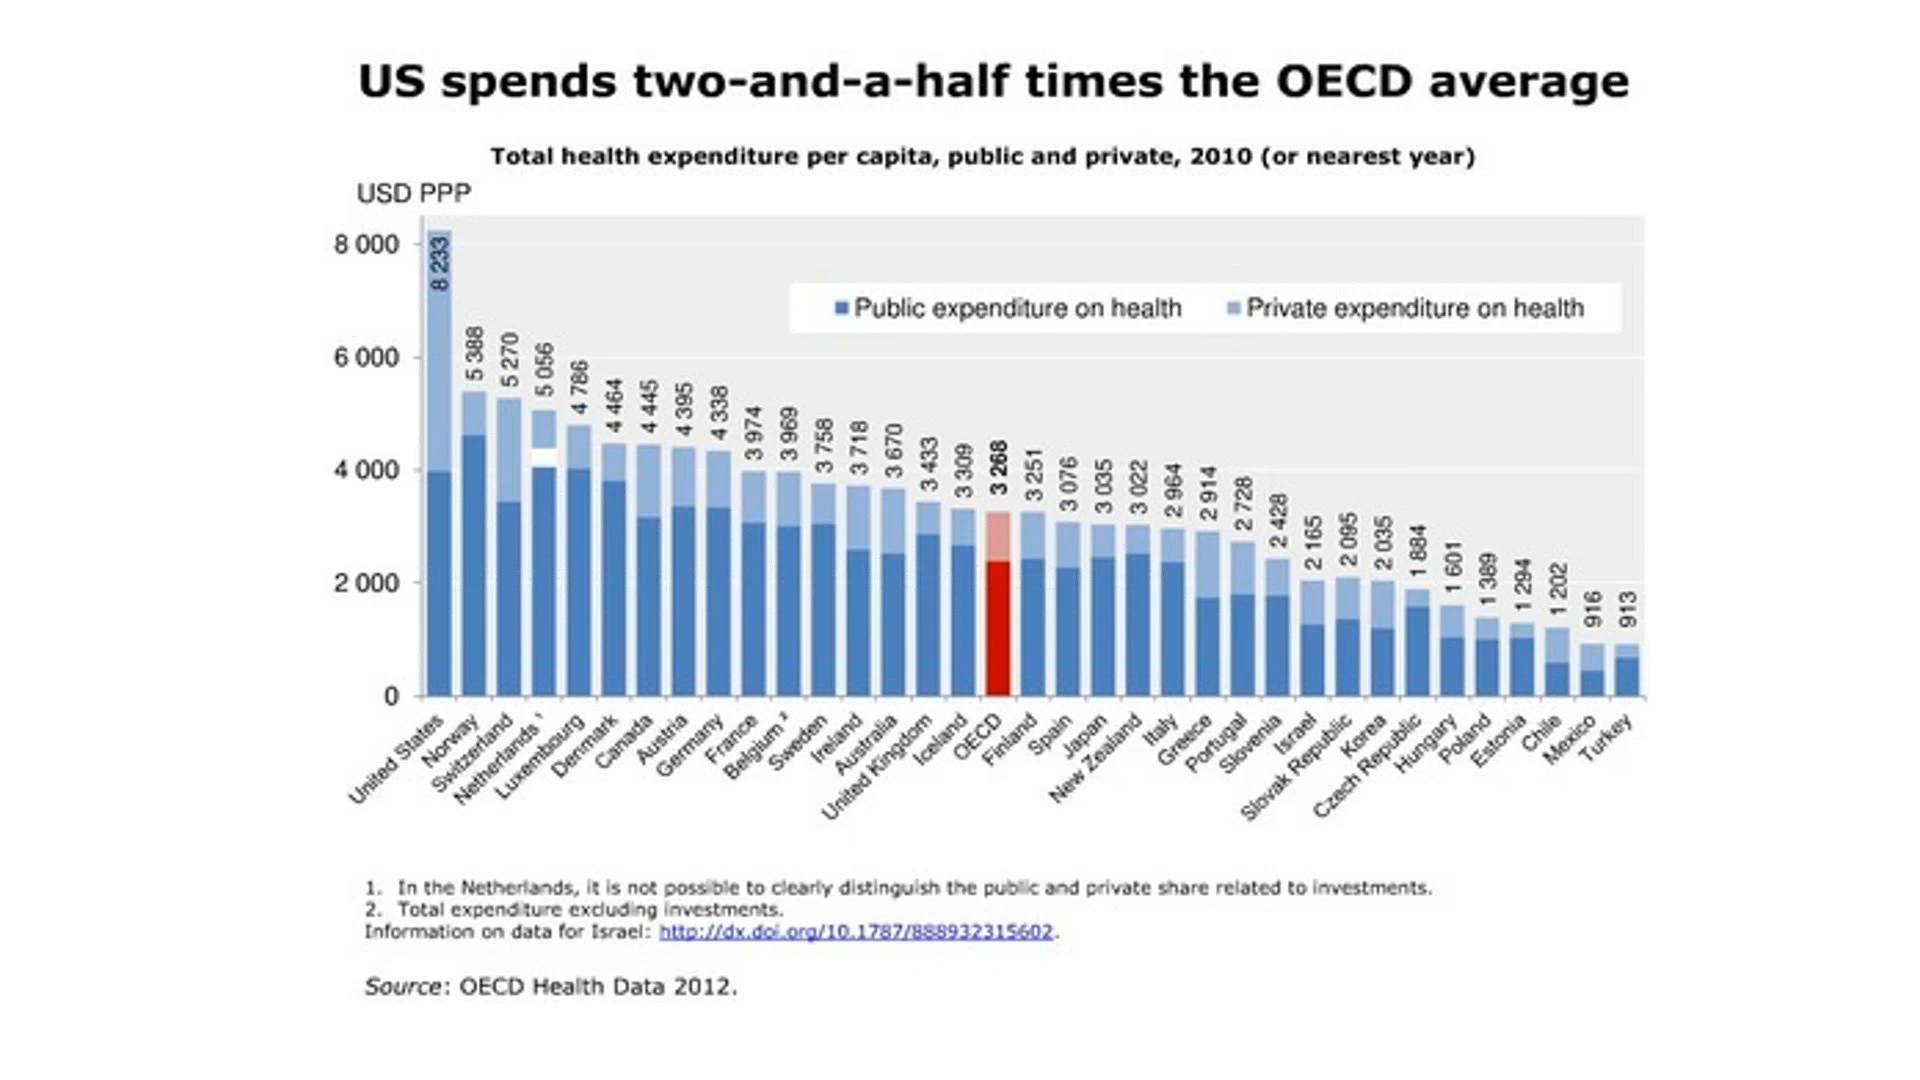 US spends two-and-a-half times the OECD average
Total health expenditure per capita, public and private, 2010 (or nearest year)
USD PPP
8 000
6 000
4 000
2 000
0
Public expenditure on health
Private expenditure on health
8 233
5 388
5 270
5 056
4 786
4 464
4 445
4 395
4 338
3 974
3 969
3 758
3 718
3 670
3 433
3 309
3 268
3 251
3 076
3 035
3 022
2 964
2 914
2 728
2 428
2 165
2 095
2 035
1 884
1 601
1 389
1 294
1 202
916
913
United States
Norway
Switzerland
Netherlands ¹
Luxembourg
Denmark
Canada
Austria
Germany
France
Belgium ²
Sweden
Ireland
Australia
United Kingdom
Iceland
OECD
Finland
Spain
Japan
New Zealand
Italy
Greece
Portugal
Slovenia
Israel
Slovak Republic
Korea
Czech Republic
Hungary
Poland
Estonia
Chile
Mexico
Turkey
1. In the Netherlands, it is not possible to clearly distinguish the public and private share related to investments.
2. Total expenditure excluding investments.
Information on data for Israel: http://dx.doi.org/10.1787/888932315602.
Source: OECD Health Data 2012.